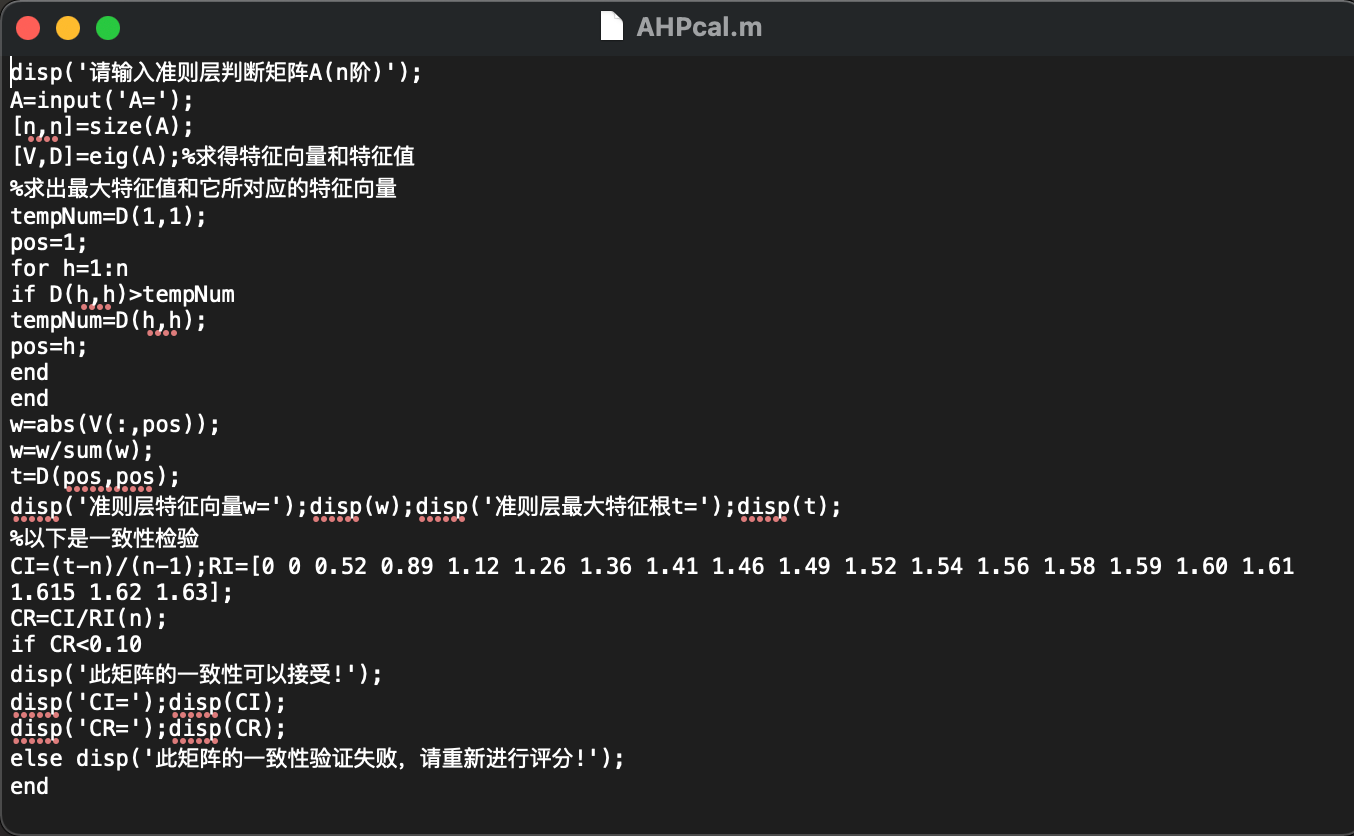 AHPcal.m
disp('请输入准则层判断矩阵A(n阶)');
A=input('A=');
[n,n]=size(A);
[V,D]=eig(A);%求得特征向量和特征值
%求出最大特征值和它所对应的特征向量
tempNum=D(1,1);
pos=1;
for h=1:n
if D(h,h)>tempNum
tempNum=D(h,h);
pos=h;
end
end
w=abs(V(:,pos));
w=w/sum(w);
t=D(pos,pos);
disp('准则层特征向量w=');disp(w);disp('准则层最大特征根t=');disp(t);
%以下是一致性检验
CI=(t-n)/(n-1);RI=[0 0 0.52 0.89 1.12 1.26 1.36 1.41 1.46 1.49 1.52 1.54 1.56 1.58 1.59 1.60 1.61
1.615 1.62 1.63];
CR=CI/RI(n);
if CR<0.10
disp('此矩阵的一致性可以接受!');
disp('CI=');disp(CI);
disp('CR=');disp(CR);
else disp('此矩阵的一致性验证失败，请重新进行评分!');
end